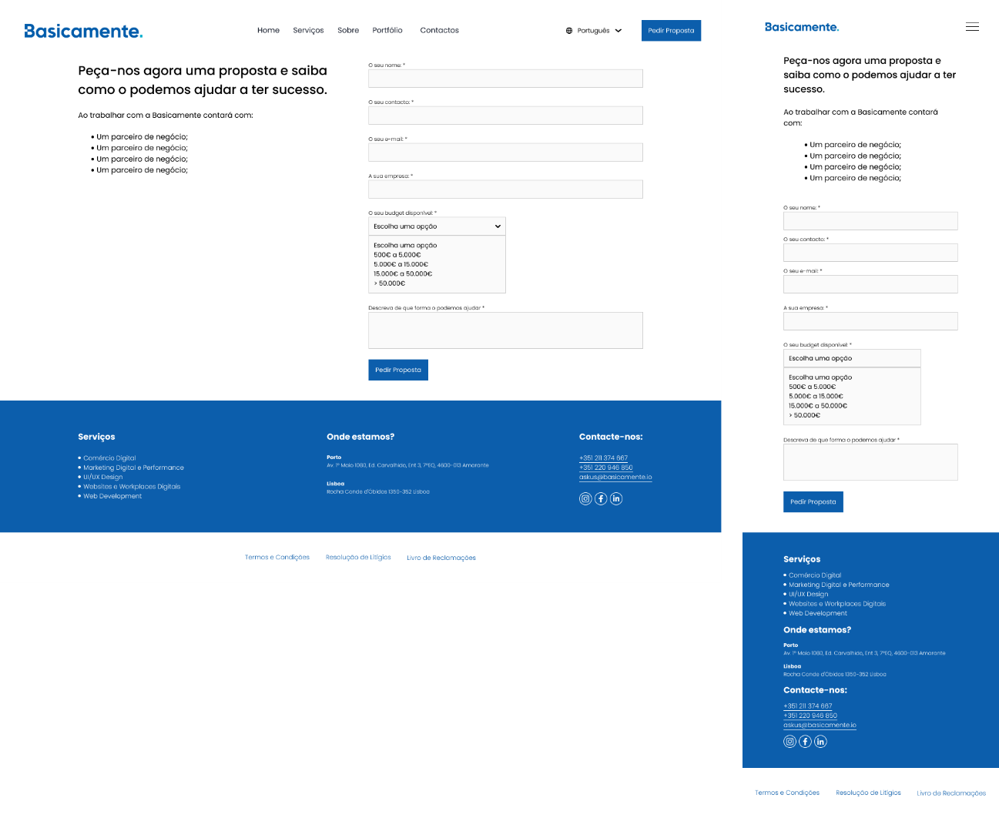 Basicamente.
Home Serviços Sobre Portfólio Contactos
Português
Pedir Proposta
Peça-nos agora uma proposta e saiba
como o podemos ajudar a ter sucesso.
Ao trabalhar com a Basicamente contará com:
• Um parceiro de negócio;
• Um parceiro de negócio;
• Um parceiro de negócio;
• Um parceiro de negócio;
O seu nome: *
O seu contacto: *
O seu e-mail: *
A sua empresa: *
O seu budget disponível: *
Escolha uma opção
Escolha uma opção
500€ a 5.000€
5.000€ a 15.000€
15.000€ a 50.000€
> 50.000€
Descreva de que forma o podemos ajudar *
Pedir Proposta
Serviços
• Comércio Digital
• Marketing Digital e Performance
• UI/UX Design
• Websites e Workplaces Digitais
• Web Development
Onde estamos?
Porto
Av. 1º Maio 1080, Ed. Carvalhido, Ent 3, 7ºEQ, 4600-013 Amarante
Lisboa
Rocha Conde d'Óbidos 1350-352 Lisboa
Contacte-nos:
+351 211 374 667
+351 220 946 850
askus@basicamente.io
Termos e Condições Resolução de Litígios Livro de Reclamações
Basicamente.
Peça-nos agora uma proposta e
saiba como o podemos ajudar a ter
sucesso.
Ao trabalhar com a Basicamente contará
com:
• Um parceiro de negócio;
• Um parceiro de negócio;
• Um parceiro de negócio;
• Um parceiro de negócio;
O seu nome: *
O seu contacto: *
O seu e-mail: *
A sua empresa: *
O seu budget disponível: *
Escolha uma opção
Escolha uma opção
500€ a 5.000€
5.000€ a 15.000€
15.000€ a 50.000€
> 50.000€
Descreva de que forma o podemos ajudar *
Pedir Proposta
Serviços
• Comércio Digital
• Marketing Digital e Performance
• UI/UX Design
• Websites e Workplaces Digitais
• Web Development
Onde estamos?
Porto
Av. 1º Maio 1080, Ed. Carvalhido, Ent 3, 7ºEQ, 4600-013 Amarante
Lisboa
Rocha Conde d'Óbidos 1350-352 Lisboa
Contacte-nos:
+351 211 374 667
+351 220 946 850
askus@basicamente.io
Termos e Condições Resolução de Litígios Livro de Reclamações